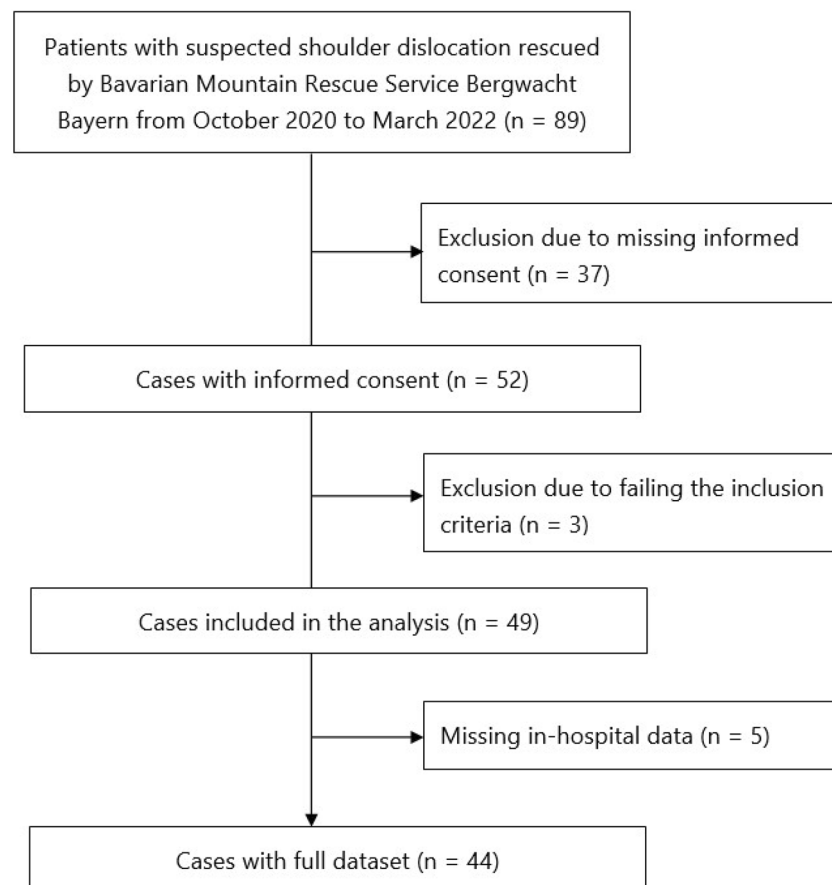 Patients with suspected shoulder dislocation rescued
by Bavarian Mountain Rescue Service Bergwacht
Bayern from October 2020 to March 2022 (n = 89)
Exclusion due to missing informed
consent (n = 37)
Cases with informed consent (n = 52)
Exclusion due to failing the inclusion
criteria (n = 3)
Cases included in the analysis (n = 49)
Missing in-hospital data (n = 5)
Cases with full dataset (n = 44)